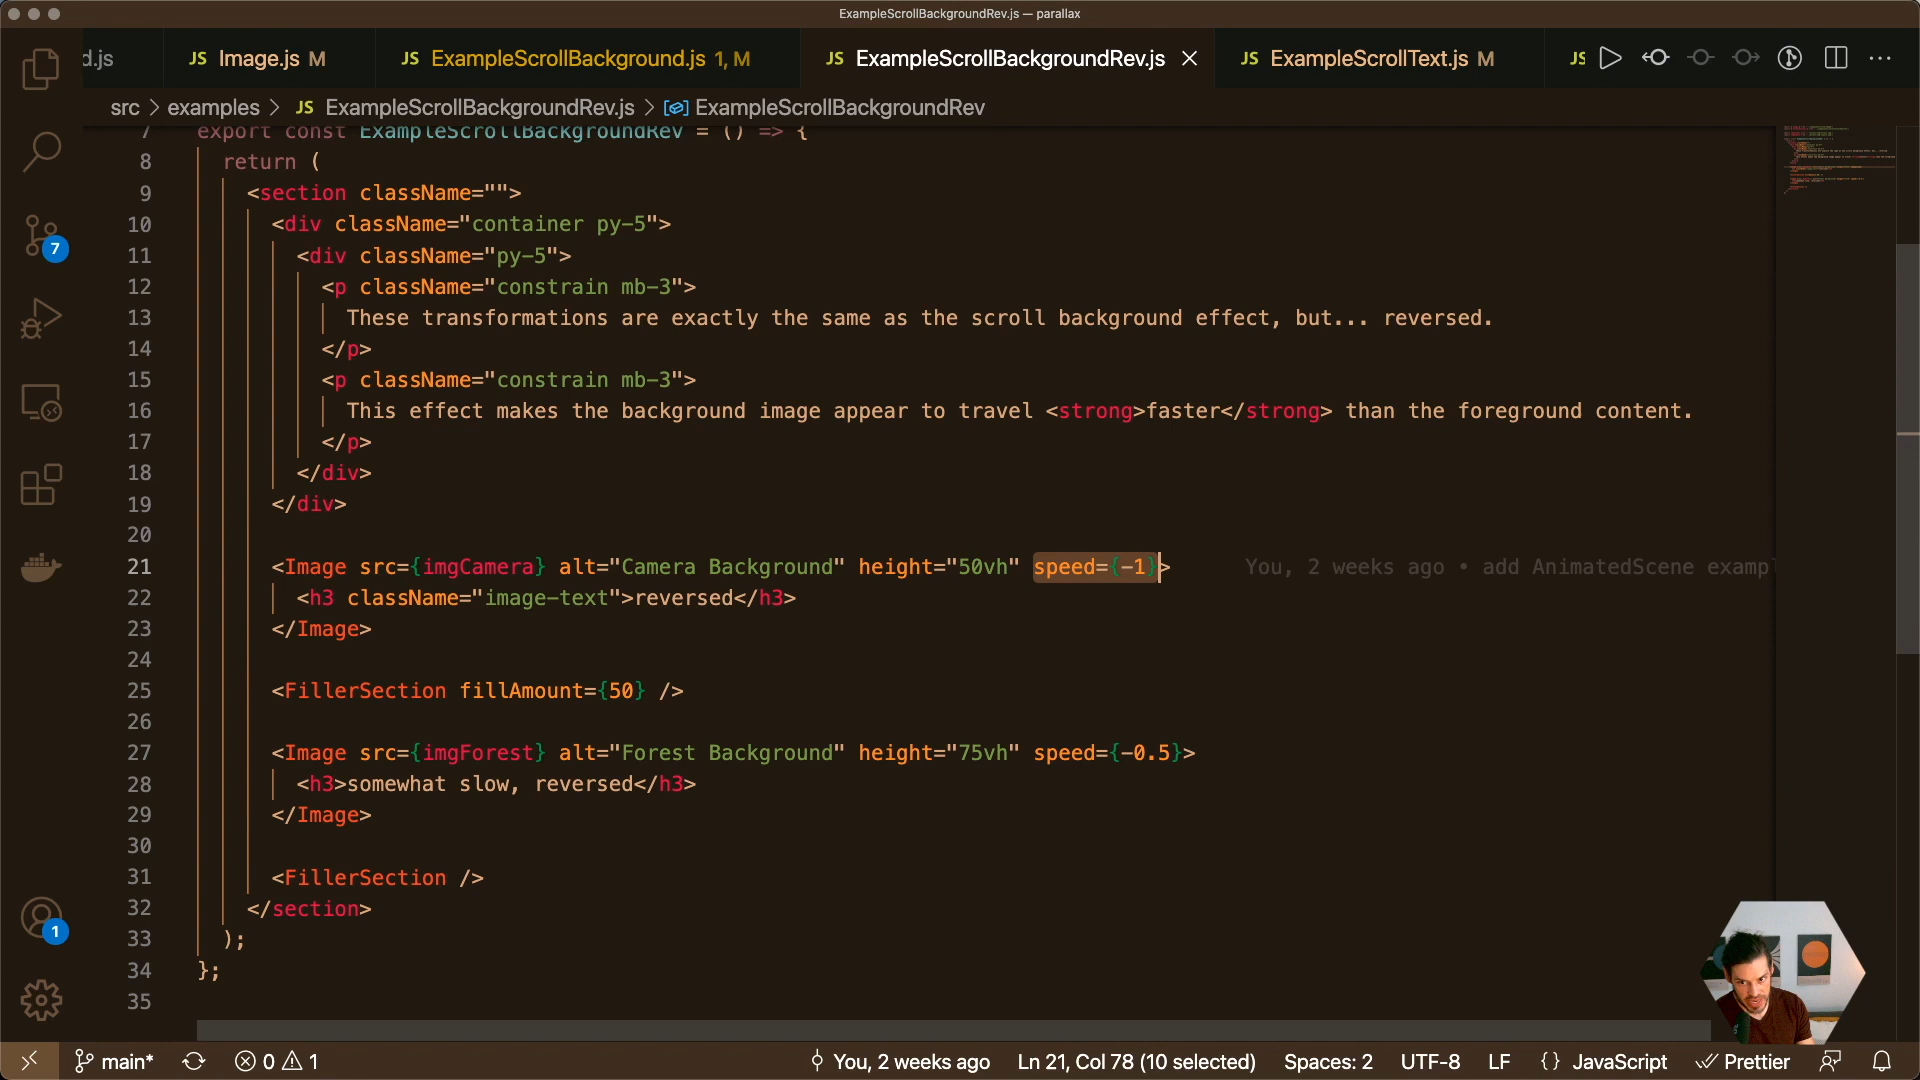 ExampleScrollBackgroundRev.js — parallax
d.js
JS Image.js M
JS ExampleScrollBackground.js 1, M
JS ExampleScrollBackgroundRev.js
JS ExampleScrollText.js M
JS
src > examples > JS ExampleScrollBackgroundRev.js > ExampleScrollBackgroundRev
7 export const ExampleScrollBackgroundRev = () => {
8 return (
9 <section className="">
10 <div className="container py-5">
11 <div className="py-5">
12 <p className="constrain mb-3">
13 These transformations are exactly the same as the scroll background effect, but... reversed.
14 </p>
15 <p className="constrain mb-3">
16 This effect makes the background image appear to travel <strong>faster</strong> than the foreground content.
17 </p>
18 </div>
19 </div>
20
21 <Image src={imgCamera} alt="Camera Background" height="50vh" speed={-1}> You, 2 weeks ago • add AnimatedScene exampl
22 <h3 className="image-text">reversed</h3>
23 </Image>
24
25 <FillerSection fillAmount={50} />
26
27 <Image src={imgForest} alt="Forest Background" height="75vh" speed={-0.5}>
28 <h3>somewhat slow, reversed</h3>
29 </Image>
30
31 <FillerSection />
32 </section>
33 );
34 };
35
7
1
main* 0 1 You, 2 weeks ago Ln 21, Col 78 (10 selected) Spaces: 2 UTF-8 LF {} JavaScript Prettier